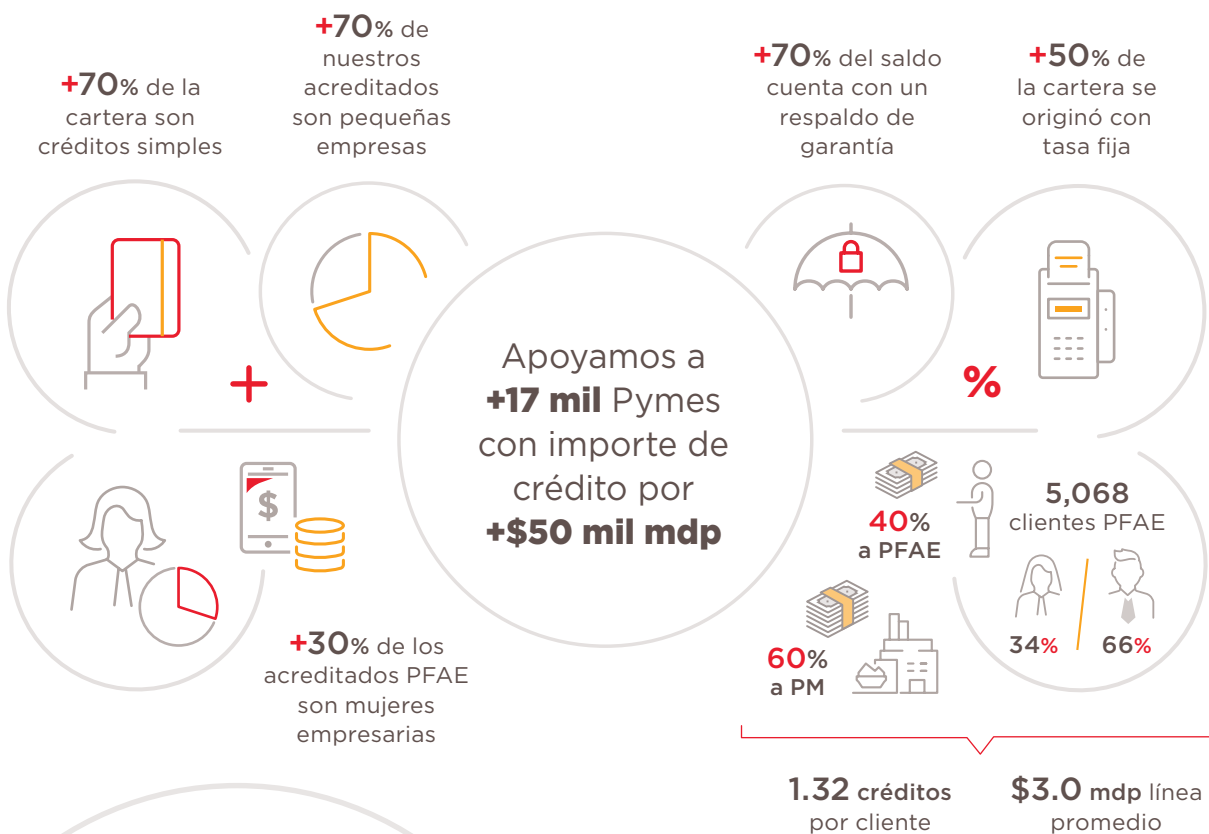 +70% de la
cartera son
créditos simples
+70% de
nuestros
acreditados
son pequeñas
empresas
+70% del saldo
cuenta con un
respaldo de
garantía
+50% de
la cartera se
originó con
tasa fija
+
Apoyamos a
+17 mil Pymes
con importe de
crédito por
+$50 mil mdp
%
$
+30% de los
acreditados PFAE
son mujeres
empresarias
40%
a PFAE
5,068
clientes PFAE
34% / 66%
60%
a PM
1.32 créditos
por cliente
$3.0 mdp línea
promedio